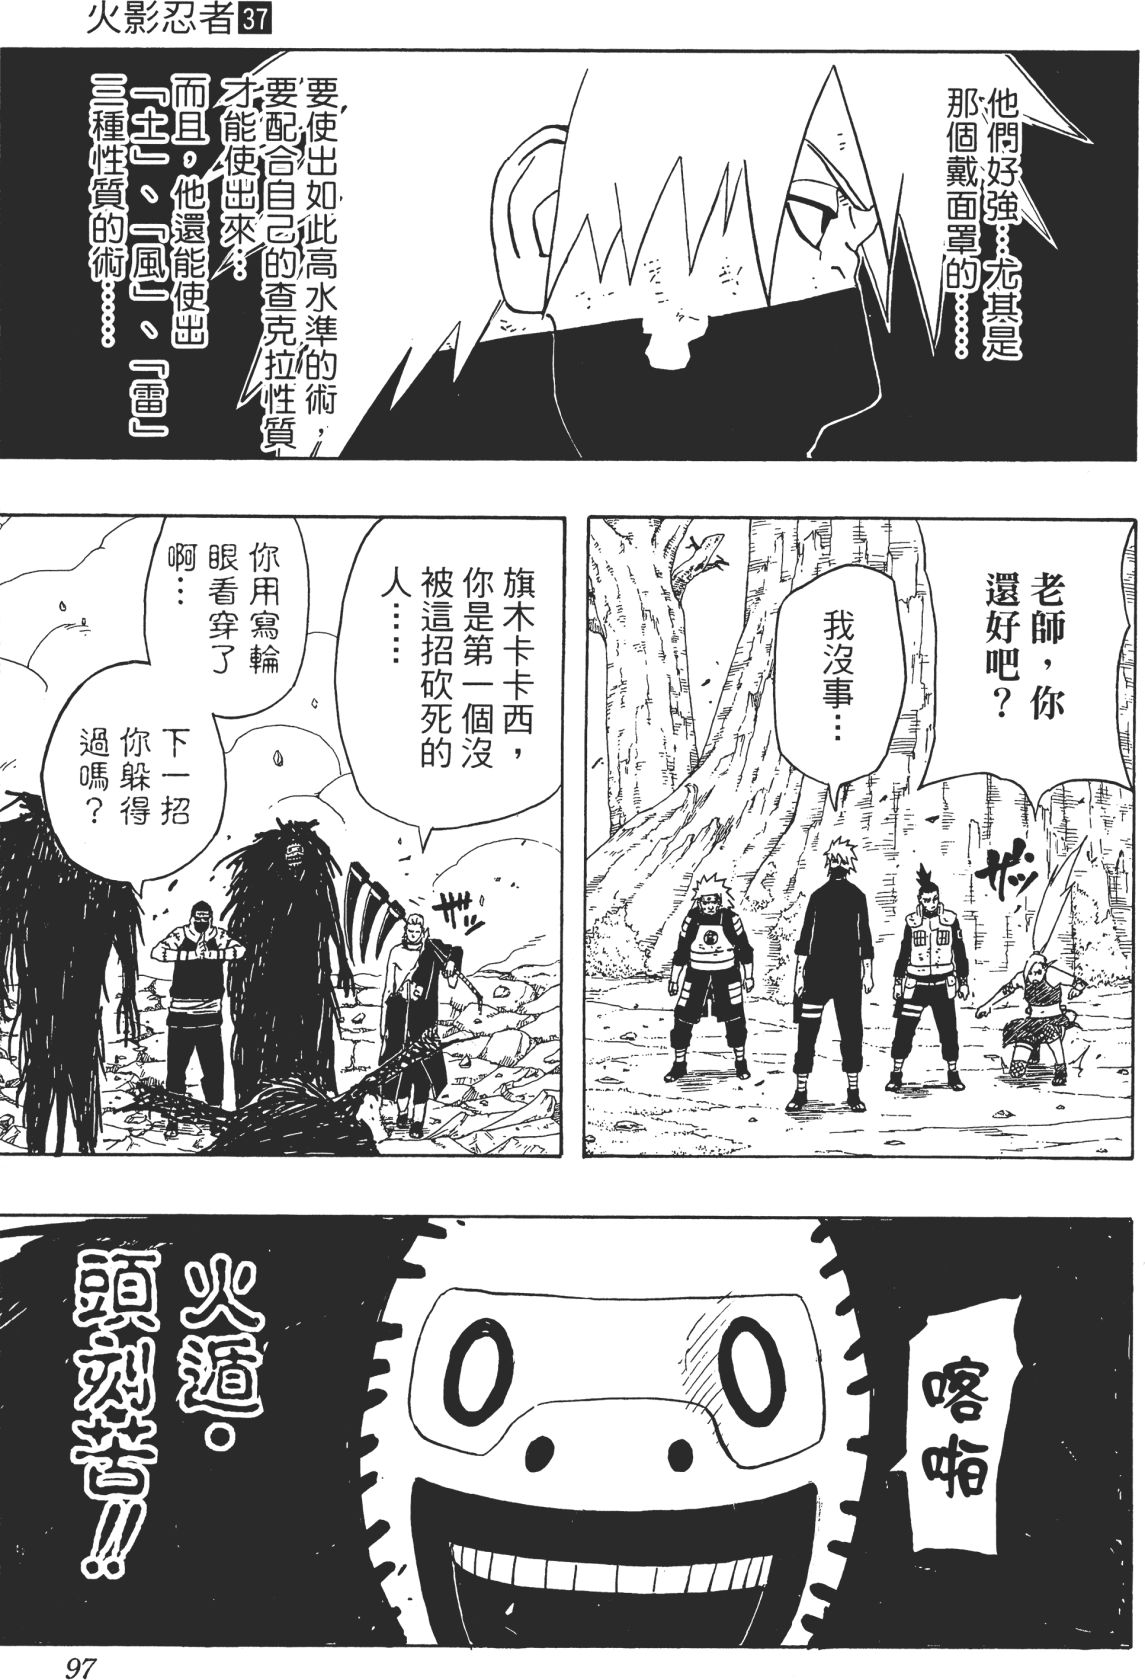 火影忍者37
他們好強…尤其是
那個戴面罩的……
要使出如此高水準的術，
要配合自己的查克拉性質
才能使出來…
而且，他還能使出
「土」、「風」、「雷」
三種性質的術……
老師，你
還好吧？
我沒事…
ザッ
旗木卡卡西，
你是第一個沒
被這招砍死的
人……
你用寫輪
眼看穿了
啊…
下一招
你躲得
過嗎？
ザッ
喀啪
火遁·
頭刻苦!!
97